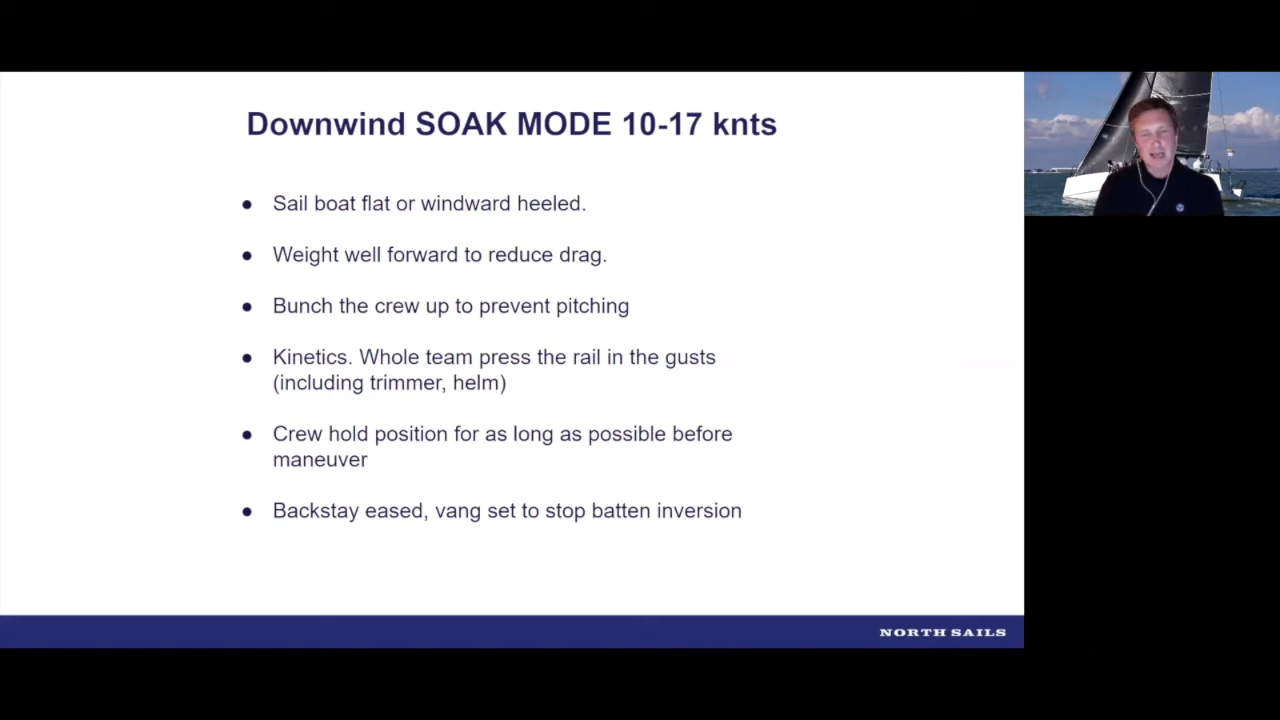 Downwind SOAK MODE 10-17 knts
● Sail boat flat or windward heeled.
● Weight well forward to reduce drag.
● Bunch the crew up to prevent pitching
● Kinetics. Whole team press the rail in the gusts
(including trimmer, helm)
● Crew hold position for as long as possible before
maneuver
● Backstay eased, vang set to stop batten inversion
NORTH SAILS